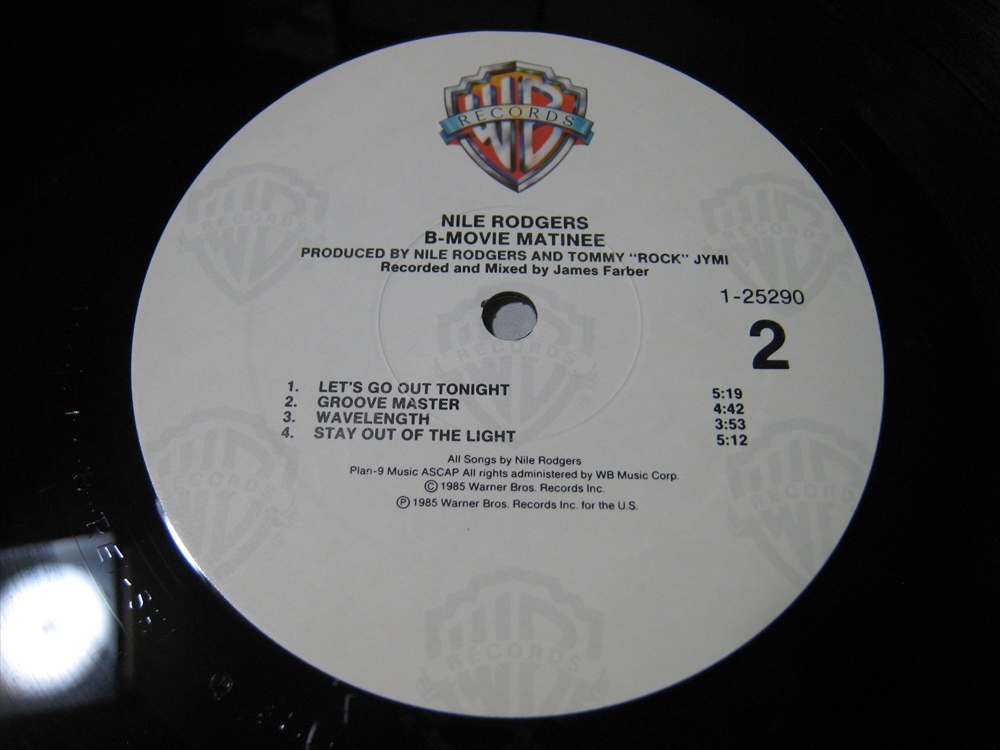 WB
RECORDS
NILE RODGERS
B-MOVIE MATINEE
PRODUCED BY NILE RODGERS AND TOMMY "ROCK" JYMI
Recorded and Mixed by James Farber
1-25290
2
1. LET'S GO OUT TONIGHT 5:19
2. GROOVE MASTER 4:42
3. WAVELENGTH 3:53
4. STAY OUT OF THE LIGHT 5:12
All Songs by Nile Rodgers
Plan-9 Music ASCAP All rights administered by WB Music Corp.
© 1985 Warner Bros. Records Inc.
℗ 1985 Warner Bros. Records Inc. for the U.S.